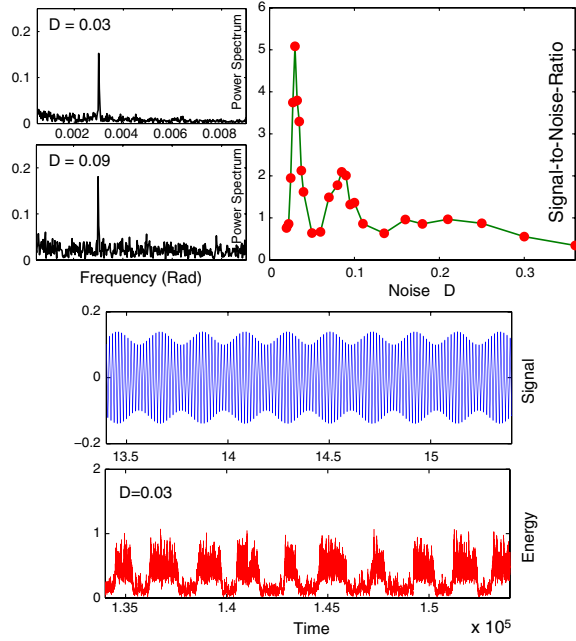 0.2
0.1
0
D = 0.03
Power Spectrum
0.002 0.004 0.006 0.008
0.2
0.1
0
D = 0.09
Power Spectrum
Frequency (Rad)
6
5
4
3
2
1
0
Signal-to-Noise-Ratio
0 0.1 0.2 0.3
Noise D
0.2
0
−0.2
Signal
13.5 14 14.5 15
2
1
0
D=0.03
Energy
1.35 1.4 1.45 1.5
Time x 10⁵